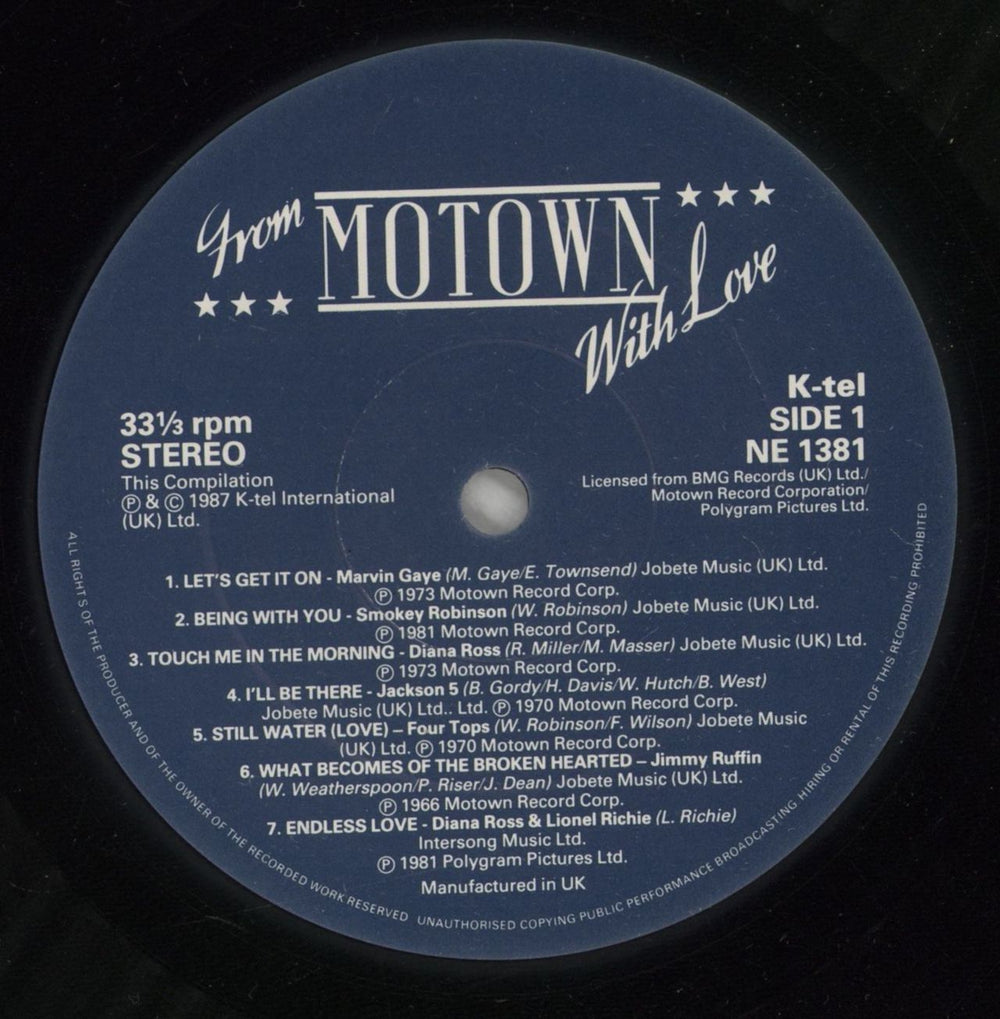 From MOTOWN With Love
33⅓ rpm
STEREO
This Compilation
Ⓟ & © 1987 K-tel International
(UK) Ltd.
K-tel
SIDE 1
NE 1381
Licensed from BMG Records (UK) Ltd./
Motown Record Corporation/
Polygram Pictures Ltd.
1. LET'S GET IT ON - Marvin Gaye (M. Gaye/E. Townsend) Jobete Music (UK) Ltd.
Ⓟ 1973 Motown Record Corp.
2. BEING WITH YOU - Smokey Robinson (W. Robinson) Jobete Music (UK) Ltd.
Ⓟ 1981 Motown Record Corp.
3. TOUCH ME IN THE MORNING - Diana Ross (R. Miller/M. Masser) Jobete Music (UK) Ltd.
Ⓟ 1973 Motown Record Corp.
4. I'LL BE THERE - Jackson 5 (B. Gordy/H. Davis/W. Hutch/B. West)
Jobete Music (UK) Ltd.. Ltd. Ⓟ 1970 Motown Record Corp.
5. STILL WATER (LOVE) – Four Tops (W. Robinson/F. Wilson) Jobete Music
(UK) Ltd. Ⓟ 1970 Motown Record Corp.
6. WHAT BECOMES OF THE BROKEN HEARTED – Jimmy Ruffin
(W. Weatherspoon/P. Riser/J. Dean) Jobete Music (UK) Ltd.
Ⓟ 1966 Motown Record Corp.
7. ENDLESS LOVE - Diana Ross & Lionel Richie (L. Richie)
Intersong Music Ltd.
Ⓟ 1981 Polygram Pictures Ltd.
Manufactured in UK
ALL RIGHTS OF THE PRODUCER AND OF THE OWNER OF THE RECORDED WORK RESERVED UNAUTHORISED COPYING PUBLIC PERFORMANCE BROADCASTING HIRING OR RENTAL OF THIS RECORDING PROHIBITED